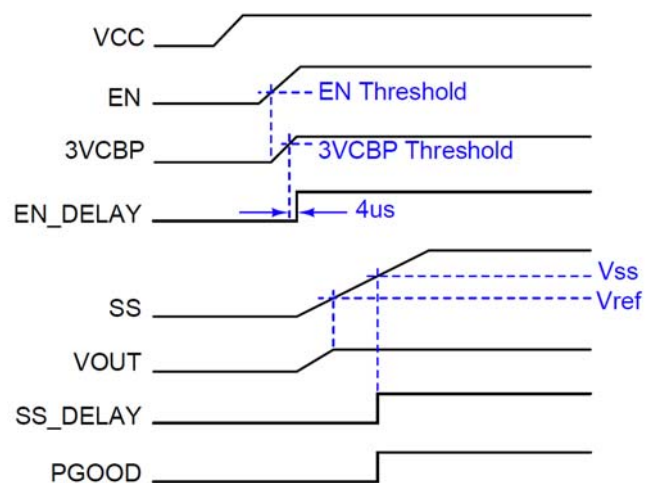 VCC
EN
EN Threshold
3VCBP
3VCBP Threshold
EN_DELAY
4us
Vss
Vref
SS
VOUT
SS_DELAY
PGOOD